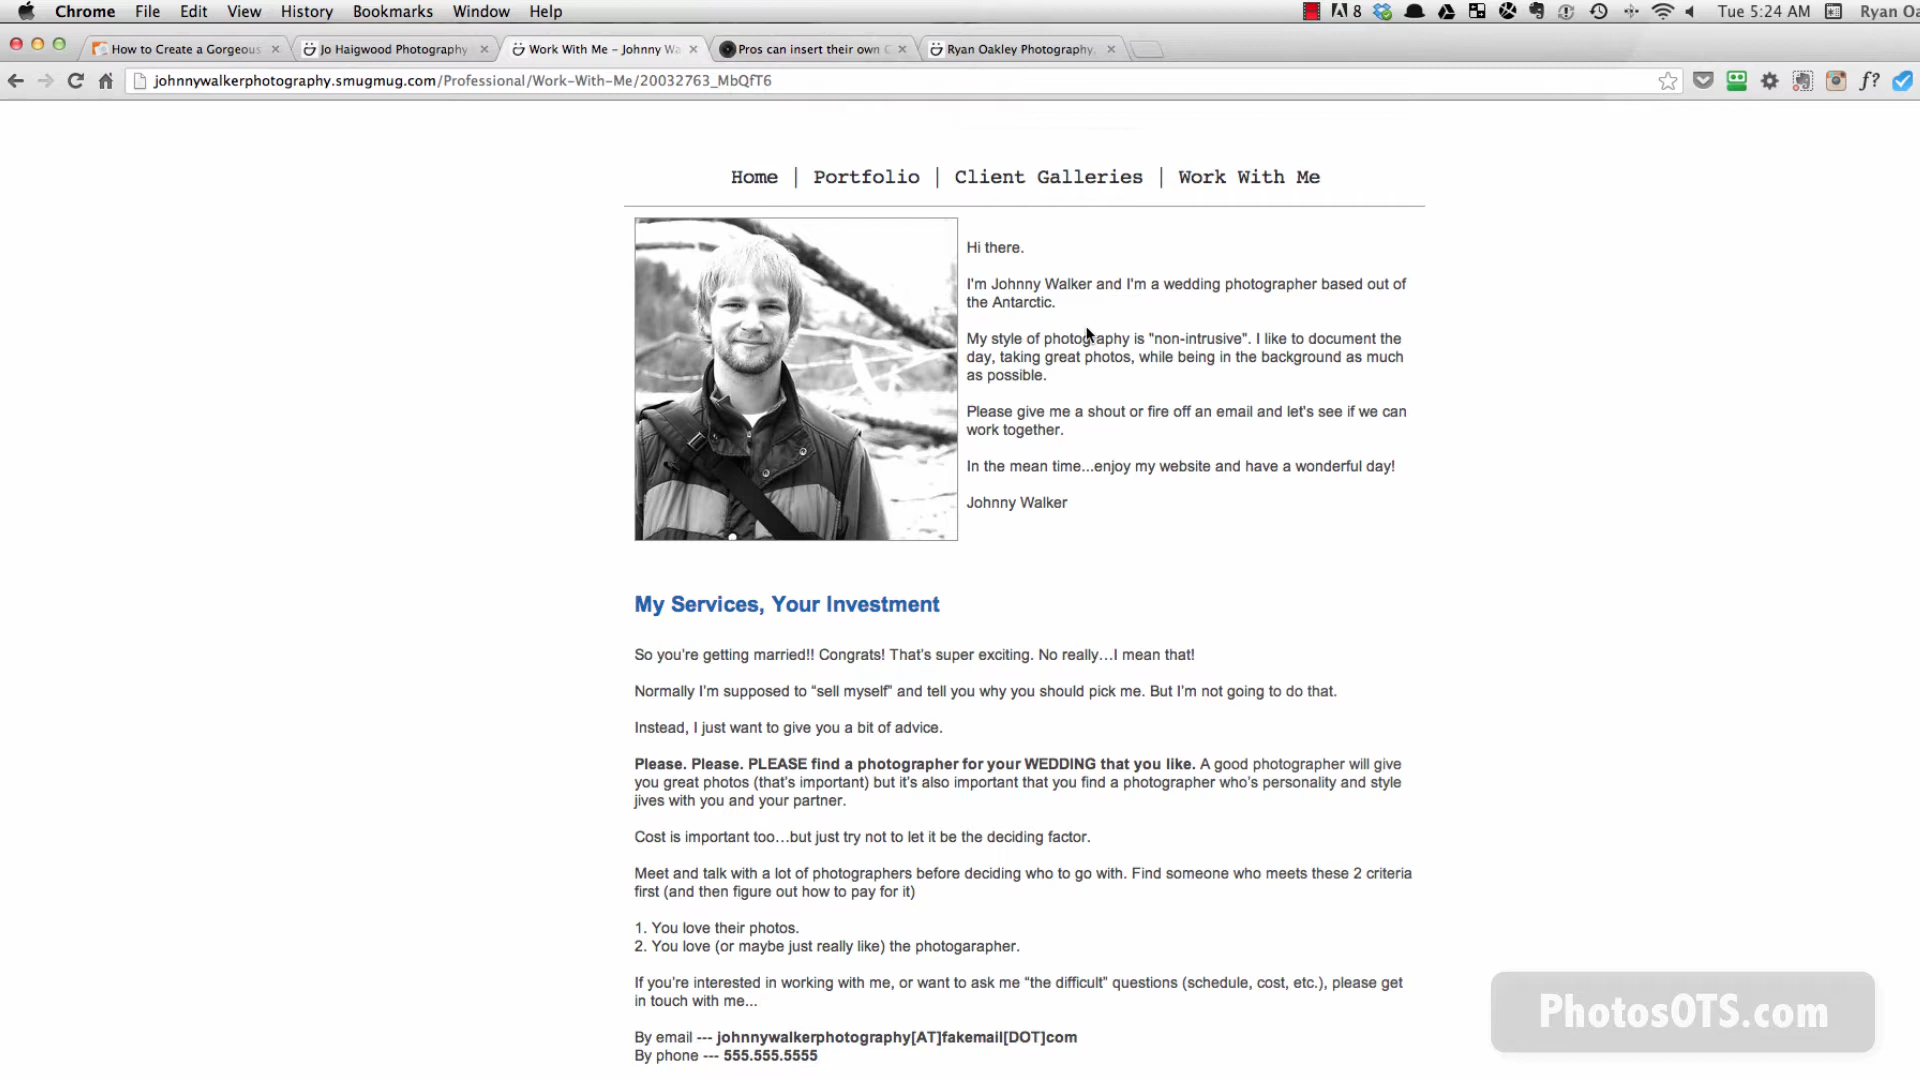 Chrome File Edit View History Bookmarks Window Help 8 Tue 5:24 AM Ryan Oa
How to Create a Gorgeous Jo Haigwood Photography Work With Me – Johnny Wa Pros can insert their own C Ryan Oakley Photography.
johnnywalkerphotography.smugmug.com/Professional/Work-With-Me/20032763_MbQfT6 f?
Home | Portfolio | Client Galleries | Work With Me
Hi there.
I'm Johnny Walker and I'm a wedding photographer based out of
the Antarctic.
My style of photography is "non-intrusive". I like to document the
day, taking great photos, while being in the background as much
as possible.
Please give me a shout or fire off an email and let's see if we can
work together.
In the mean time...enjoy my website and have a wonderful day!
Johnny Walker
My Services, Your Investment
So you’re getting married!! Congrats! That’s super exciting. No really…I mean that!
Normally I’m supposed to “sell myself” and tell you why you should pick me. But I’m not going to do that.
Instead, I just want to give you a bit of advice.
Please. Please. PLEASE find a photographer for your WEDDING that you like. A good photographer will give
you great photos (that’s important) but it’s also important that you find a photographer who’s personality and style
jives with you and your partner.
Cost is important too…but just try not to let it be the deciding factor.
Meet and talk with a lot of photographers before deciding who to go with. Find someone who meets these 2 criteria
first (and then figure out how to pay for it)
1. You love their photos.
2. You love (or maybe just really like) the photogarapher.
If you’re interested in working with me, or want to ask me “the difficult” questions (schedule, cost, etc.), please get
in touch with me...
By email --- johnnywalkerphotography[AT]fakemail[DOT]com
By phone --- 555.555.5555
PhotosOTS.com